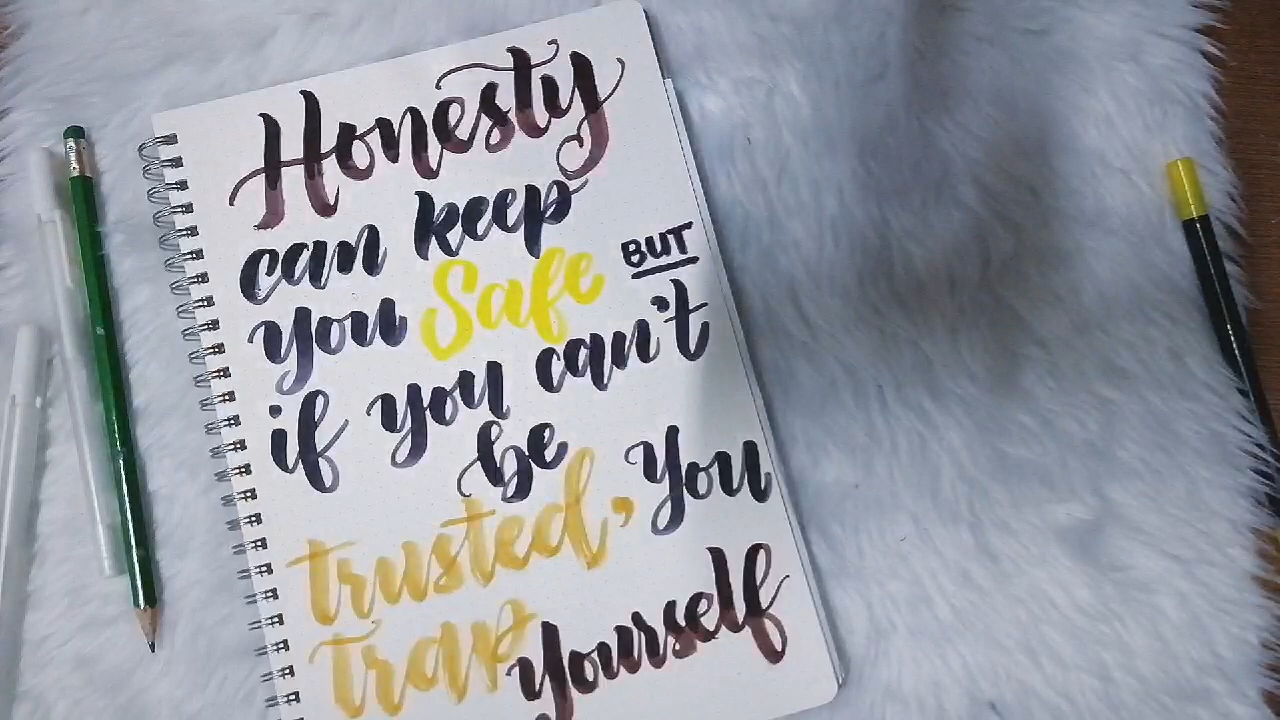 Honesty
can keep
you Safe BUT
if you can't
be
trusted, You
trap Yourself